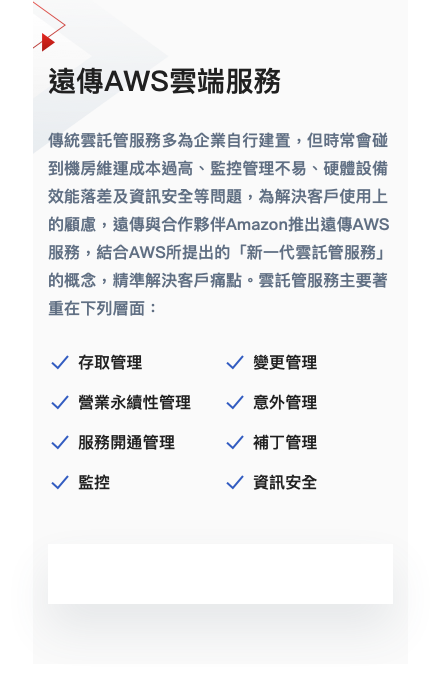 遠傳AWS雲端服務
傳統雲託管服務多為企業自行建置，但時常會碰
到機房維運成本過高、監控管理不易、硬體設備
效能落差及資訊安全等問題，為解決客戶使用上
的顧慮，遠傳與合作夥伴Amazon推出遠傳AWS
服務，結合AWS所提出的「新一代雲託管服務」
的概念，精準解決客戶痛點。雲託管服務主要著
重在下列層面：
存取管理
變更管理
營業永續性管理
意外管理
服務開通管理
補丁管理
監控
資訊安全